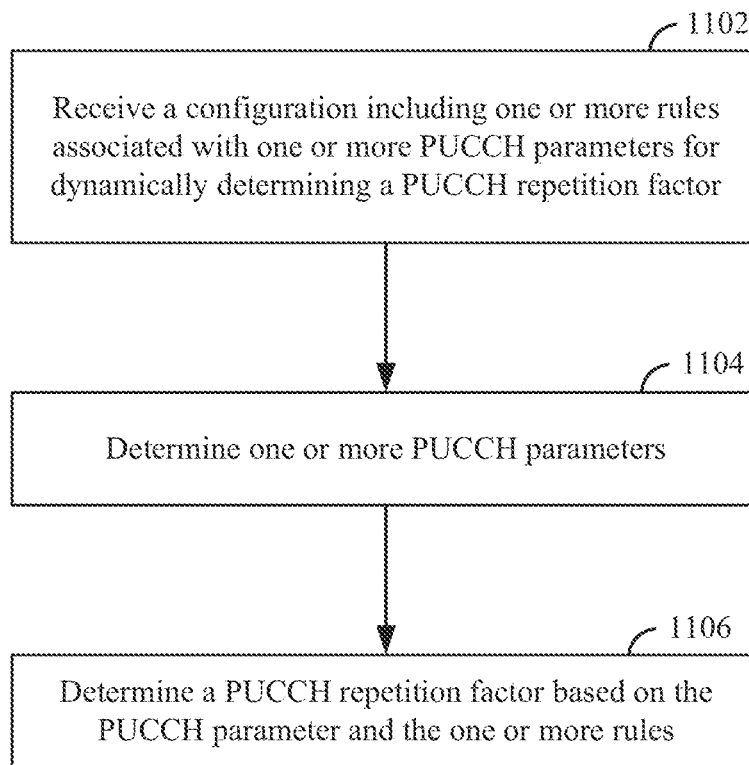 1102
Receive a configuration including one or more rules
associated with one or more PUCCH parameters for
dynamically determining a PUCCH repetition factor
1104
Determine one or more PUCCH parameters
1106
Determine a PUCCH repetition factor based on the
PUCCH parameter and the one or more rules